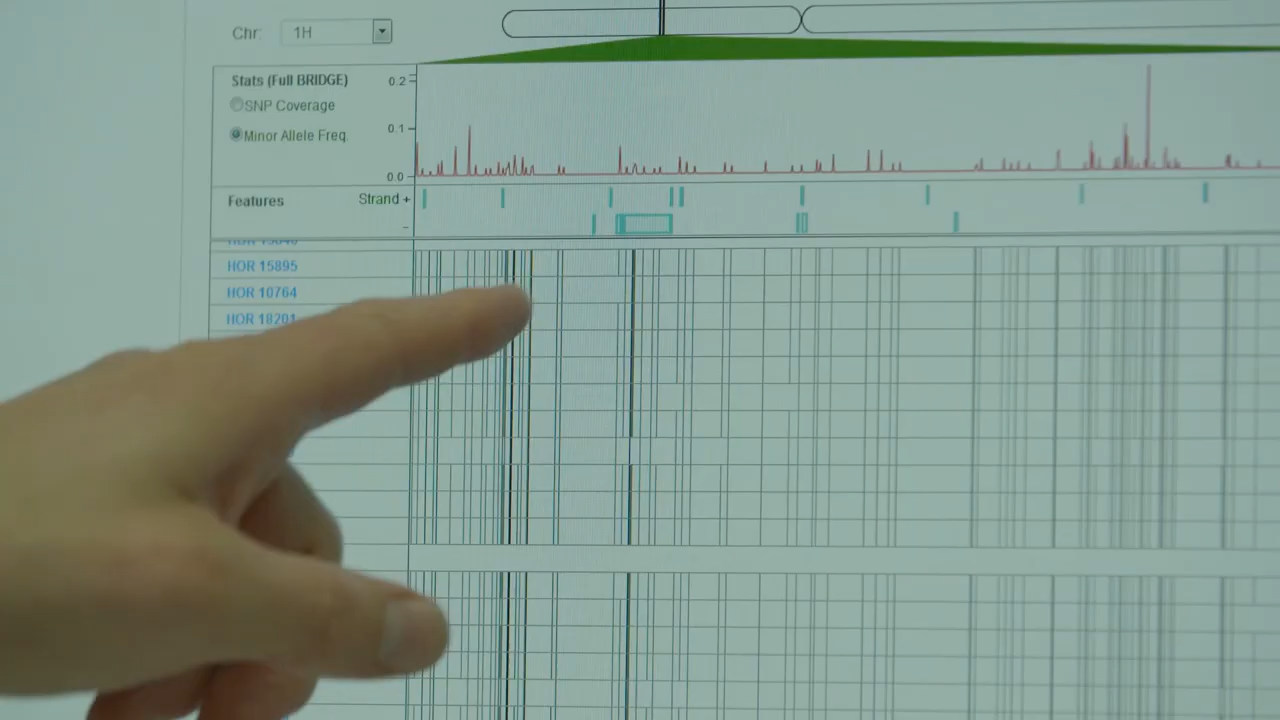 Chr: 1H
Stats (Full BRIDGE)
SNP Coverage
Minor Allele Freq.
0.2
0.1
0.0
Features Strand +
−
HOR 15895
HOR 10764
HOR 18201